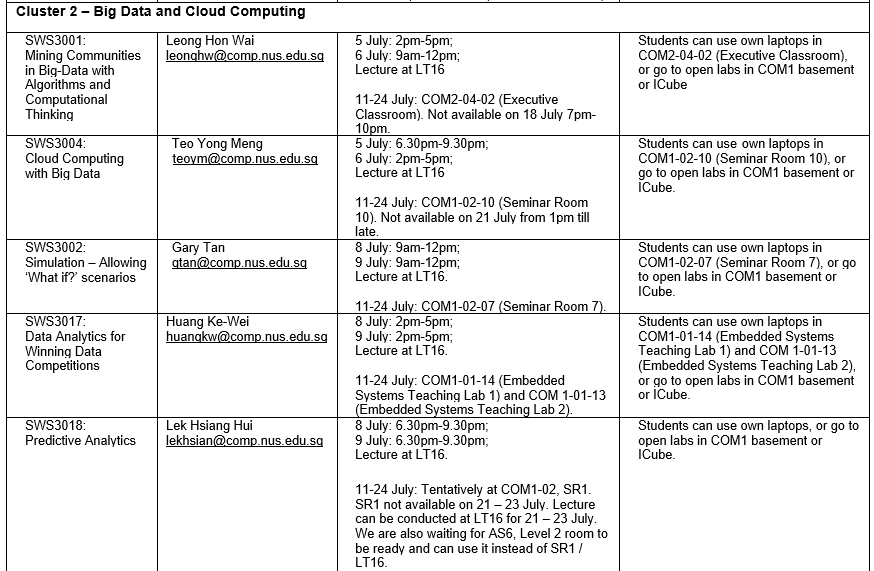 Cluster 2 – Big Data and Cloud Computing
SWS3001:
Mining Communities
in Big-Data with
Algorithms and
Computational
Thinking
Leong Hon Wai
leonghw@comp.nus.edu.sg
5 July: 2pm-5pm;
6 July: 9am-12pm;
Lecture at LT16
11-24 July: COM2-04-02 (Executive
Classroom). Not available on 18 July 7pm-
10pm.
Students can use own laptops in
COM2-04-02 (Executive Classroom),
or go to open labs in COM1 basement
or ICube
SWS3004:
Cloud Computing
with Big Data
Teo Yong Meng
teoym@comp.nus.edu.sg
5 July: 6.30pm-9.30pm;
6 July: 2pm-5pm;
Lecture at LT16
11-24 July: COM1-02-10 (Seminar Room
10). Not available on 21 July from 1pm till
late.
Students can use own laptops in
COM1-02-10 (Seminar Room 10), or
go to open labs in COM1 basement or
ICube.
SWS3002:
Simulation – Allowing
‘What if?’ scenarios
Gary Tan
gtan@comp.nus.edu.sg
8 July: 9am-12pm;
9 July: 9am-12pm;
Lecture at LT16.
11-24 July: COM1-02-07 (Seminar Room 7).
Students can use own laptops in
COM1-02-07 (Seminar Room 7), or go
to open labs in COM1 basement or
ICube.
SWS3017:
Data Analytics for
Winning Data
Competitions
Huang Ke-Wei
huangkw@comp.nus.edu.sg
8 July: 2pm-5pm;
9 July: 2pm-5pm;
Lecture at LT16.
11-24 July: COM1-01-14 (Embedded
Systems Teaching Lab 1) and COM 1-01-13
(Embedded Systems Teaching Lab 2).
Students can use own laptops in
COM1-01-14 (Embedded Systems
Teaching Lab 1) and COM 1-01-13
(Embedded Systems Teaching Lab 2),
or go to open labs in COM1 basement
or ICube.
SWS3018:
Predictive Analytics
Lek Hsiang Hui
lekhsian@comp.nus.edu.sg
8 July: 6.30pm-9.30pm;
9 July: 6.30pm-9.30pm;
Lecture at LT16.
11-24 July: Tentatively at COM1-02, SR1.
SR1 not available on 21 – 23 July. Lecture
can be conducted at LT16 for 21 – 23 July.
We are also waiting for AS6, Level 2 room to
be ready and can use it instead of SR1 /
LT16.
Students can use own laptops, or go to
open labs in COM1 basement or
ICube.